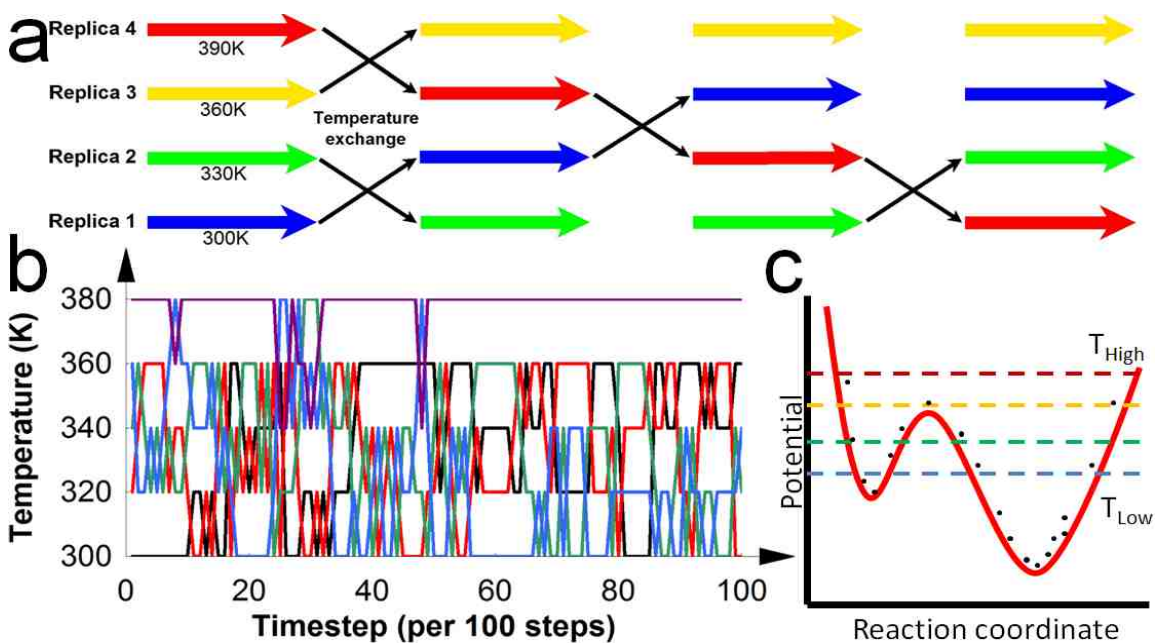 a
Replica 4
390K
Replica 3
360K
Temperature
exchange
Replica 2
330K
Replica 1
300K
b
Temperature (K)
380
360
340
320
300
0
20
40
60
80
100
Timestep (per 100 steps)
c
Potential
T High
T Low
Reaction coordinate